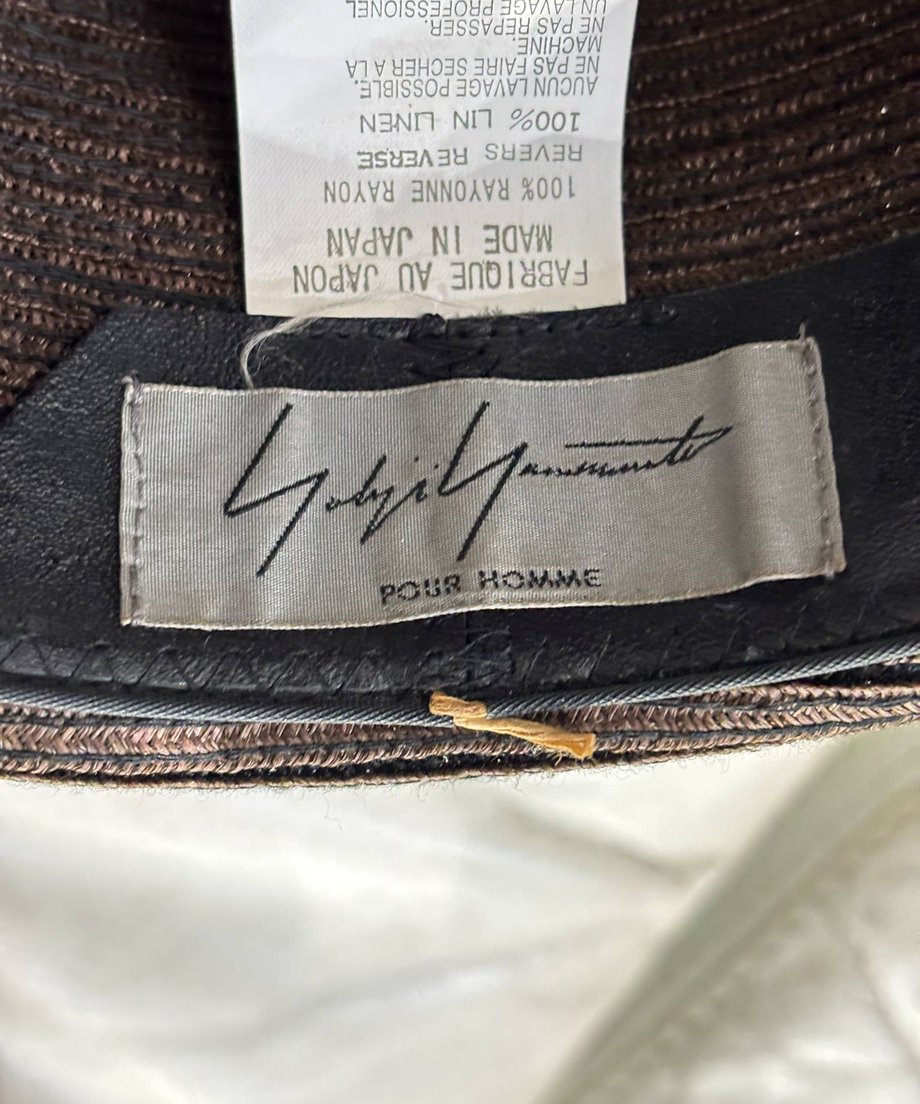 FABRIQUE AU JAPON
MADE IN JAPAN
100% RAYONNE RAYON
REVERS REVERSE
100% LIN LINEN
AUCUN LAVAGE POSSIBLE.
NE PAS FAIRE SECHER A LA
MACHINE.
NE PAS REPASSER.
UN LAVAGE PROFESSIONEL
Yohji Yamamoto
POUR HOMME